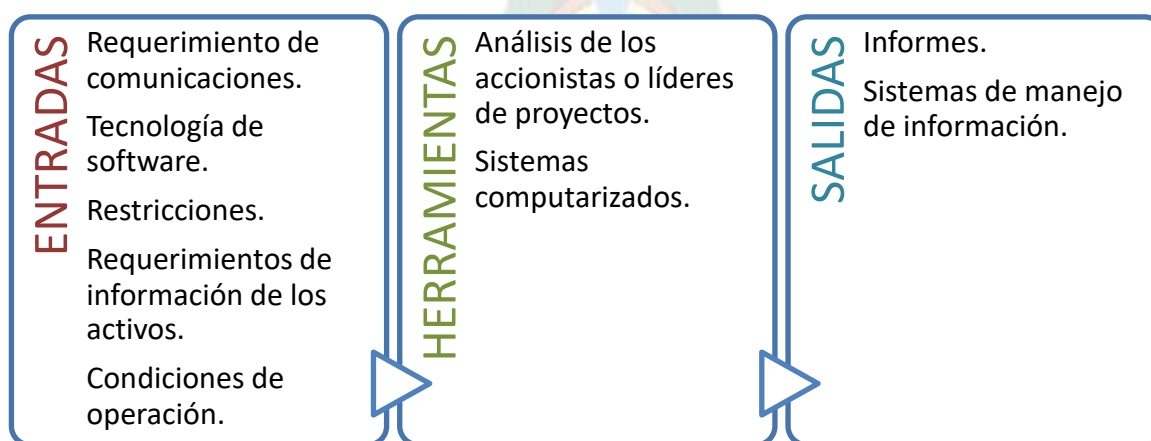 ENTRADAS
Requerimiento de
comunicaciones.
Tecnología de
software.
Restricciones.
Requerimientos de
información de los
activos.
Condiciones de
operación.
HERRAMIENTAS
Análisis de los
accionistas o líderes
de proyectos.
Sistemas
computarizados.
SALIDAS
Informes.
Sistemas de manejo
de información.